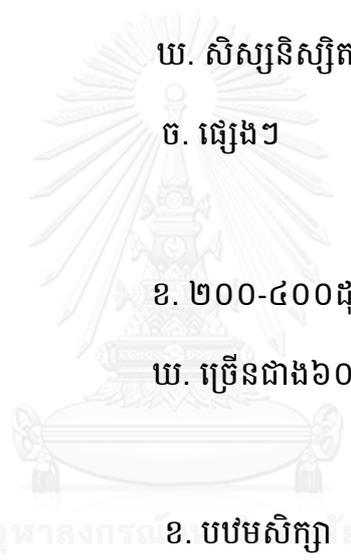 ឃ. សិស្សនិស្សិត
ច. ផ្សេងៗ
ខ. ២០០-៤០០ដុ
ឃ. ច្រើនជាង៦០
ខ. បឋមសិក្សា